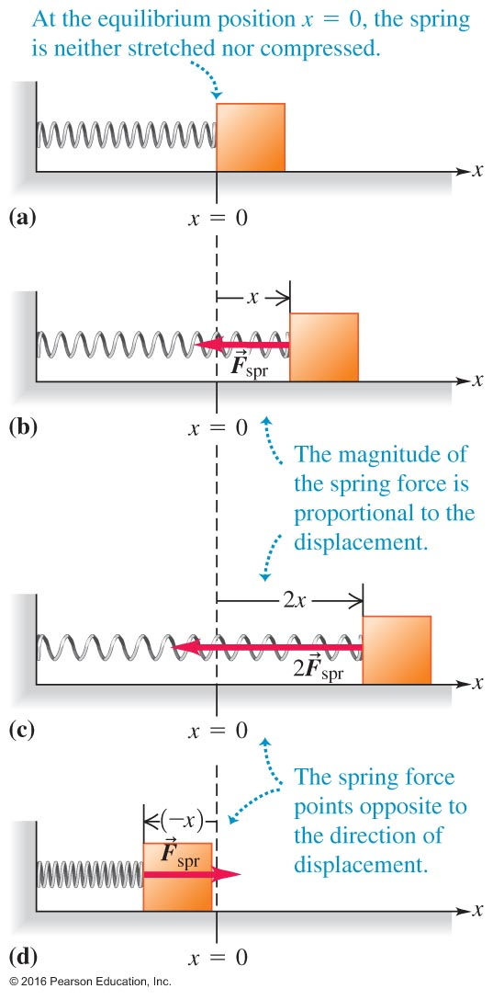 At the equilibrium position x = 0, the spring
is neither stretched nor compressed.
x
(a)
x = 0
x
F⃗spr
x
(b)
x = 0
The magnitude of
the spring force is
proportional to the
displacement.
2x
2F⃗spr
x
(c)
x = 0
The spring force
points opposite to
the direction of
displacement.
(−x)
F⃗spr
x
(d)
x = 0
© 2016 Pearson Education, Inc.